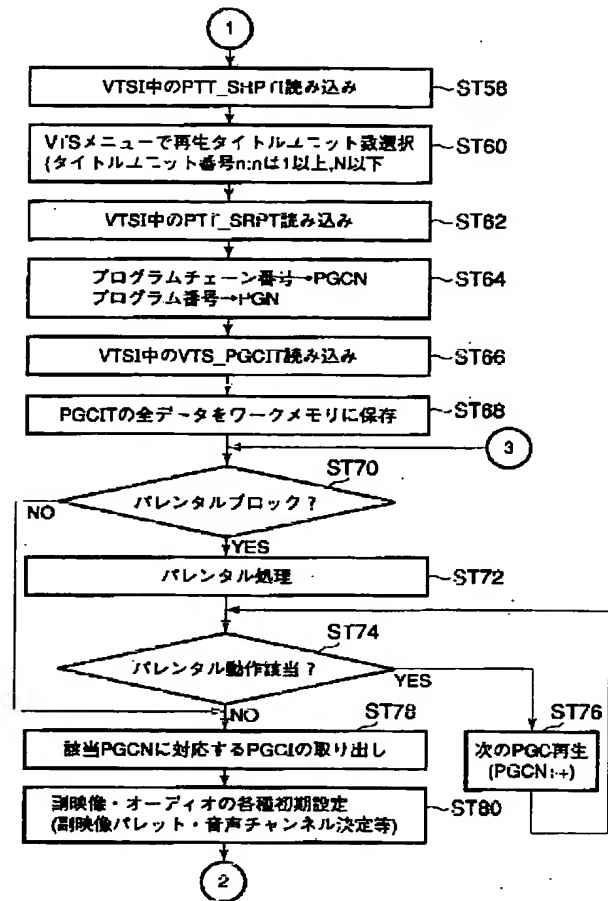 1
VTSI中のPTT_SRPTI読み込み
ST58
VTSメニューで再生タイトルユニット数選択
ST60
(タイトルユニット番号n:nは1以上,N以下
VTSI中のPTT_SRPT読み込み
ST62
プログラムチェーン番号→PGCN
ST64
プログラム番号→PGN
VTSI中のVTS_PGCIT読み込み
ST66
PGCITの全データをワークメモリに保存
ST68
3
ST70
パレンタルブロック?
NO
YES
パレンタル処理
ST72
ST74
パレンタル動作該当?
YES
NO
ST78
ST76
該当PGCNに対応するPGCIの取り出し
次のPGC再生
(PGCN++)
副映像・オーディオの各種初期設定
ST80
(副映像パレット・音声チャンネル決定等)
2